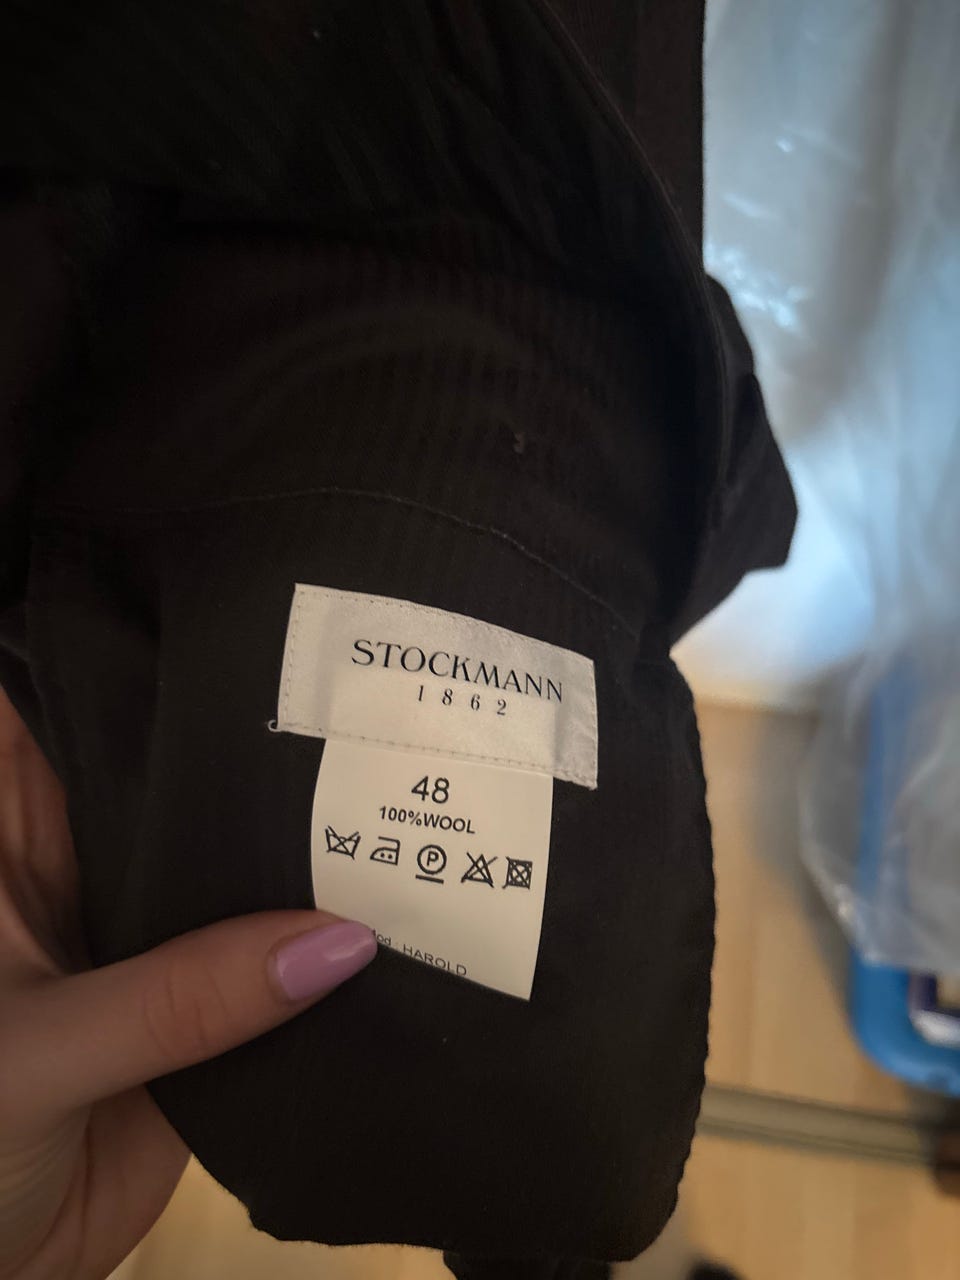 STOCKMANN
1862
48
100%WOOL
P
HAROLD